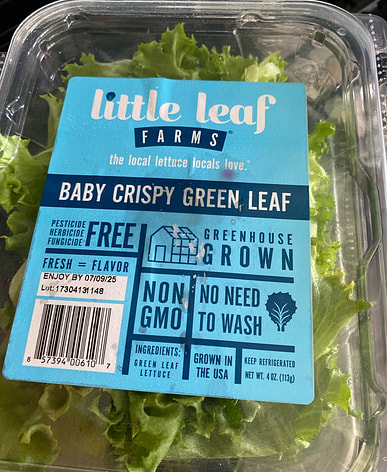 little leaf
FARMS®
the local lettuce locals love.™
BABY CRISPY GREEN LEAF
PESTICIDE
HERBICIDE
FUNGICIDE
FREE
GREENHOUSE
GROWN
FRESH = FLAVOR
ENJOY BY 07/09/25
Lot:17304131148
NON
GMO
NO NEED
TO WASH
8 57394 00610 7
INGREDIENTS:
GREEN LEAF
LETTUCE
GROWN IN
THE USA
KEEP REFRIGERATED
NET WT. 4 OZ. (113g)